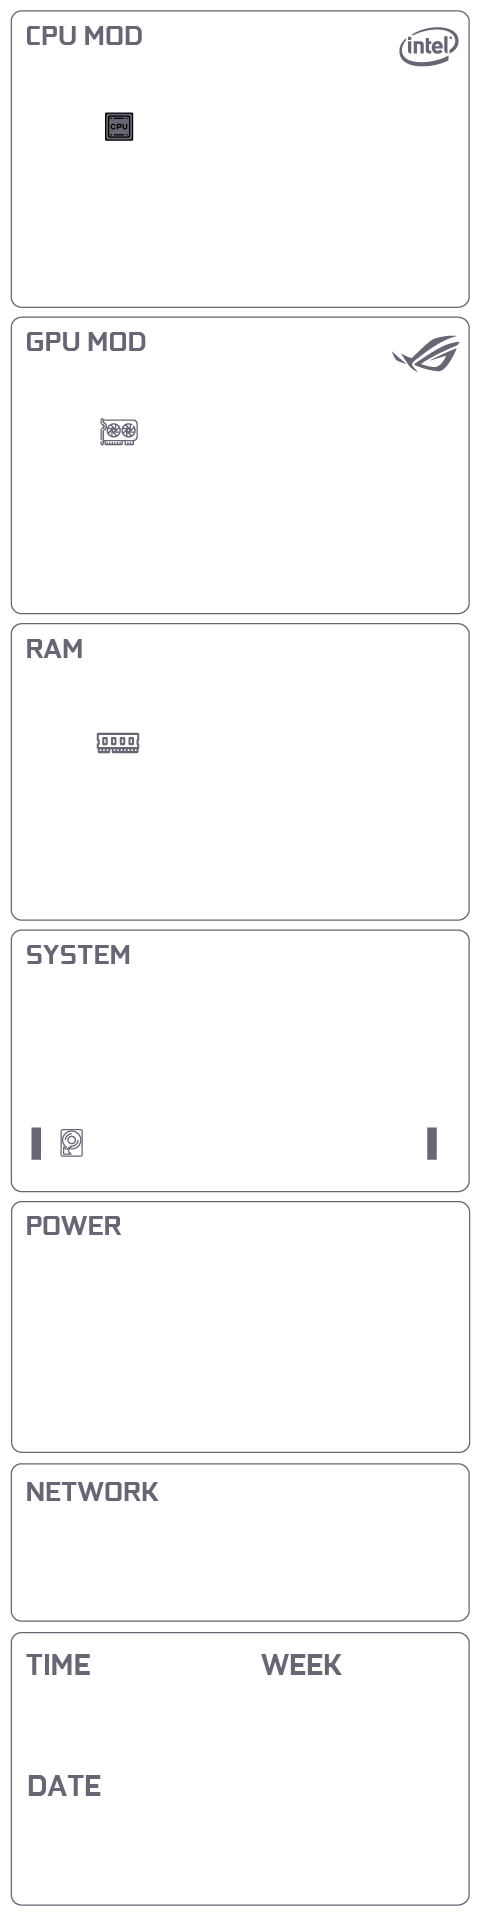 CPU MOD
intel
CPU
GPU MOD
RAM
SYSTEM
POWER
NETWORK
TIME WEEK
DATE